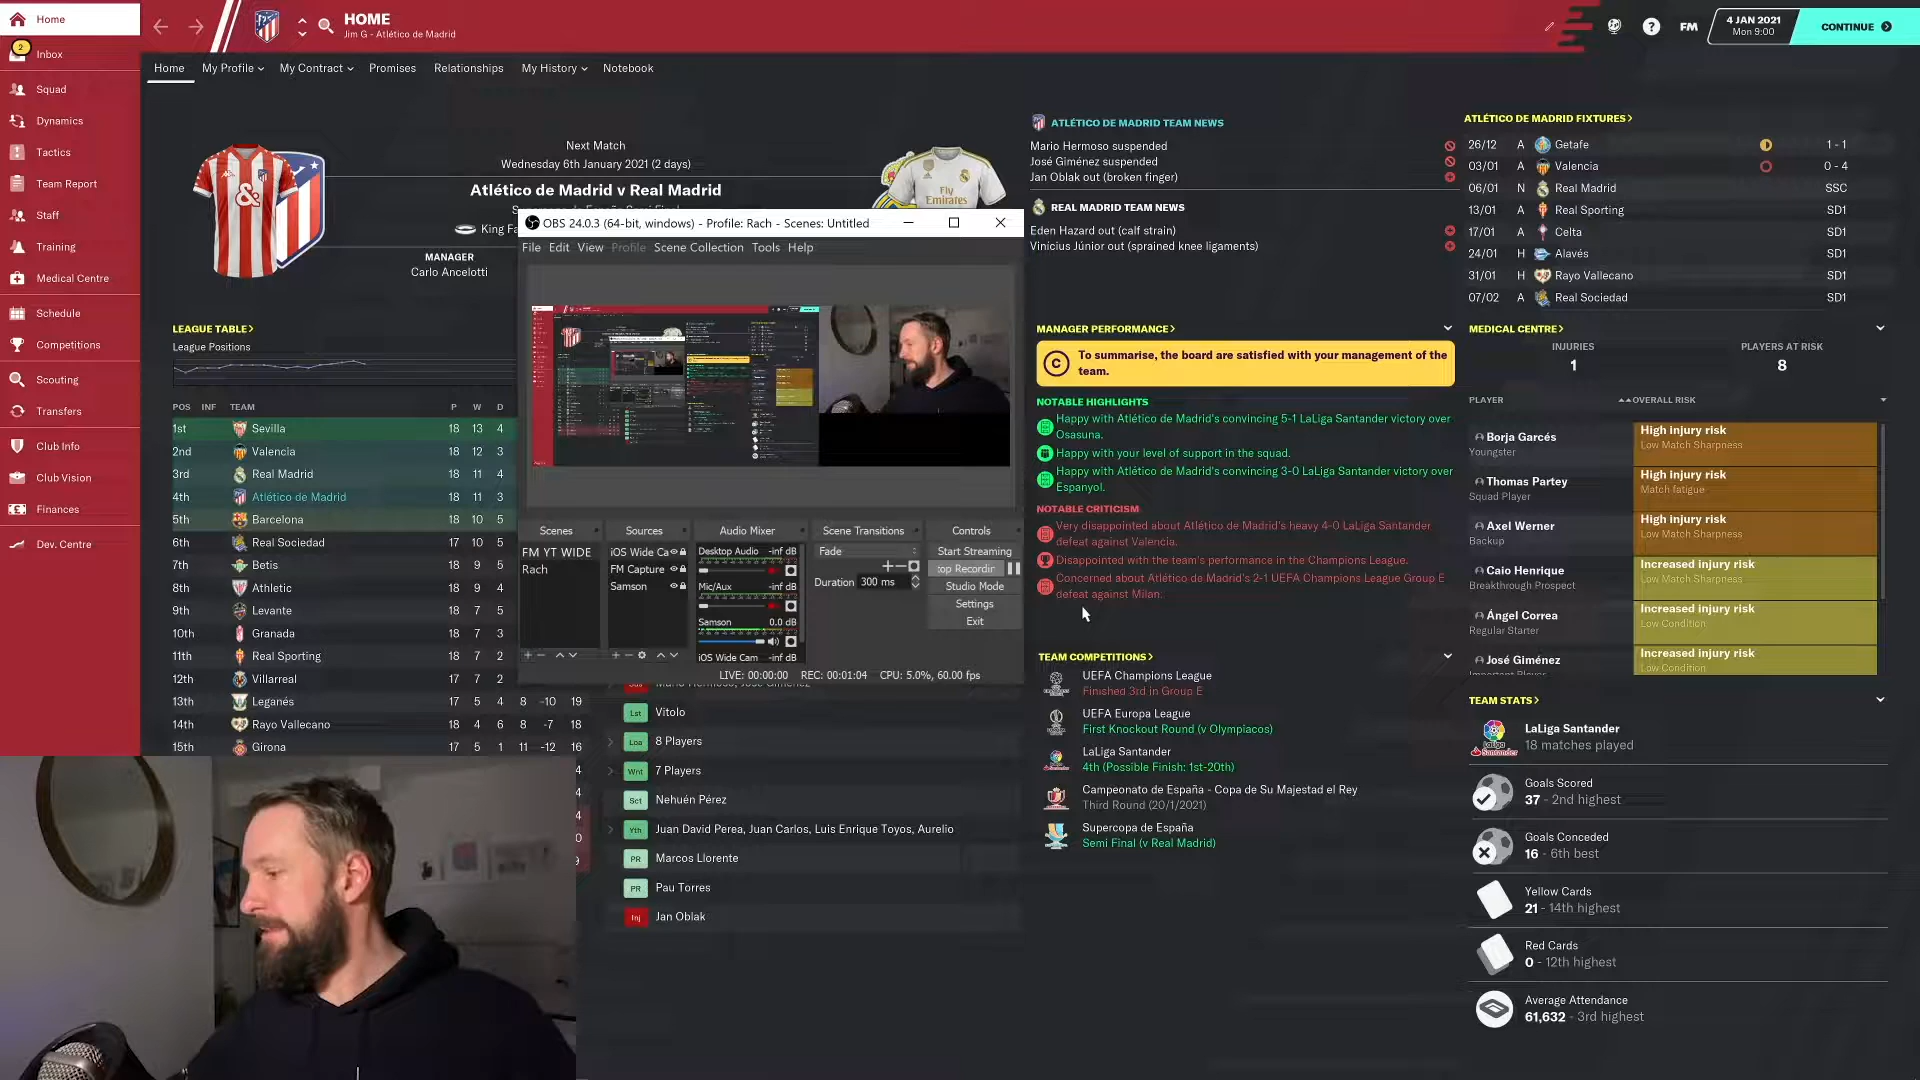 Home
HOME
Jim G - Atlético de Madrid
FM
4 JAN 2021
Mon 9:00
CONTINUE
2
Inbox
Squad
Dynamics
Tactics
Team Report
Staff
Training
Medical Centre
Schedule
Competitions
Scouting
Transfers
Club Info
Club Vision
Finances
Dev. Centre
Home
My Profile
My Contract
Promises
Relationships
My History
Notebook
Next Match
Wednesday 6th January 2021 (2 days)
Atlético de Madrid v Real Madrid
King
MANAGER
Carlo Ancelotti
Fly
Emirates
LEAGUE TABLE>
League Positions
POS INF TEAM P W D
1st Sevilla 18 13 4
2nd Valencia 18 12 3
3rd Real Madrid 18 11 4
4th Atlético de Madrid 18 11 3
5th Barcelona 18 10 5
6th Real Sociedad 17 10 5
7th Betis 18 9 5
8th Athletic 18 9 4
9th Levante 18 7 5
10th Granada 18 7 3
11th Real Sporting 18 7 2
12th Villarreal 17 7 2
13th Leganés 17 5 4 8 -10 19
14th Rayo Vallecano 18 4 6 8 -7 18
15th Girona 17 5 1 11 -12 16
OBS 24.0.3 (64-bit, windows) - Profile: Rach - Scenes: Untitled
File Edit View Profile Scene Collection Tools Help
Scenes
FM YT WIDE
Rach
Sources
iOS Wide Ca
FM Capture
Samson
Audio Mixer
Desktop Audio -inf dB
Mic/Aux -inf dB
Samson 0.0 dB
iOS Wide Cam -inf dB
Scene Transitions
Fade
Duration 300 ms
Controls
Start Streaming
top Recordin
Studio Mode
Settings
Exit
LIVE: 00:00:00 REC: 00:01:04 CPU: 5.0%, 60.00 fps
Lst Vitolo
Loa 8 Players
Wnt 7 Players
Sct Nehuén Pérez
Yth Juan David Perea, Juan Carlos, Luis Enrique Toyos, Aurelio
PR Marcos Llorente
PR Pau Torres
Inj Jan Oblak
ATLÉTICO DE MADRID TEAM NEWS
Mario Hermoso suspended
José Giménez suspended
Jan Oblak out (broken finger)
REAL MADRID TEAM NEWS
Eden Hazard out (calf strain)
Vinícius Júnior out (sprained knee ligaments)
MANAGER PERFORMANCE>
C To summarise, the board are satisfied with your management of the
team.
NOTABLE HIGHLIGHTS
Happy with Atlético de Madrid's convincing 5-1 LaLiga Santander victory over
Osasuna.
Happy with your level of support in the squad.
Happy with Atlético de Madrid's convincing 3-0 LaLiga Santander victory over
Espanyol.
NOTABLE CRITICISM
Very disappointed about Atlético de Madrid's heavy 4-0 LaLiga Santander
defeat against Valencia.
Disappointed with the team's performance in the Champions League.
Concerned about Atlético de Madrid's 2-1 UEFA Champions League Group E
defeat against Milan.
TEAM COMPETITIONS>
UEFA Champions League
Finished 3rd in Group E
UEFA Europa League
First Knockout Round (v Olympiacos)
LaLiga Santander
4th (Possible Finish: 1st-20th)
Campeonato de España - Copa de Su Majestad el Rey
Third Round (20/1/2021)
Supercopa de España
Semi Final (v Real Madrid)
ATLÉTICO DE MADRID FIXTURES>
26/12 A Getafe 1 - 1
03/01 A Valencia 0 - 4
06/01 N Real Madrid SSC
13/01 A Real Sporting SD1
17/01 A Celta SD1
24/01 H Alavés SD1
31/01 H Rayo Vallecano SD1
07/02 A Real Sociedad SD1
MEDICAL CENTRE>
INJURIES
1
PLAYERS AT RISK
8
PLAYER OVERALL RISK
Borja Garcés
Youngster
High injury risk
Low Match Sharpness
Thomas Partey
Squad Player
High injury risk
Match fatigue
Axel Werner
Backup
High injury risk
Low Match Sharpness
Caio Henrique
Breakthrough Prospect
Increased injury risk
Low Match Sharpness
Ángel Correa
Regular Starter
Increased injury risk
Low Condition
José Giménez
Increased injury risk
Low Condition
TEAM STATS>
LaLiga Santander
18 matches played
Goals Scored
37 - 2nd highest
Goals Conceded
16 - 6th best
Yellow Cards
21 - 14th highest
Red Cards
0 - 12th highest
Average Attendance
61,632 - 3rd highest